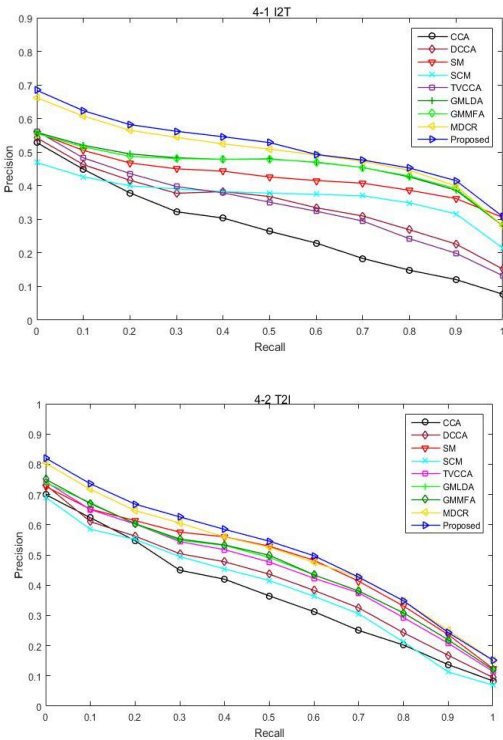 4-1 I2T
0.9
0.8
0.7
0.6
0.5
0.4
0.3
0.2
0.1
0
Precision
CCA
DCCA
SM
SCM
TVCCA
GMLDA
GMMFA
MDCR
Proposed
0 0.1 0.2 0.3 0.4 0.5 0.6 0.7 0.8 0.9 1
Recall
4-2 T2I
1
0.9
0.8
0.7
0.6
0.5
0.4
0.3
0.2
0.1
0
Precision
CCA
DCCA
SM
SCM
TVCCA
GMLDA
GMMFA
MDCR
Proposed
0 0.1 0.2 0.3 0.4 0.5 0.6 0.7 0.8 0.9 1
Recall